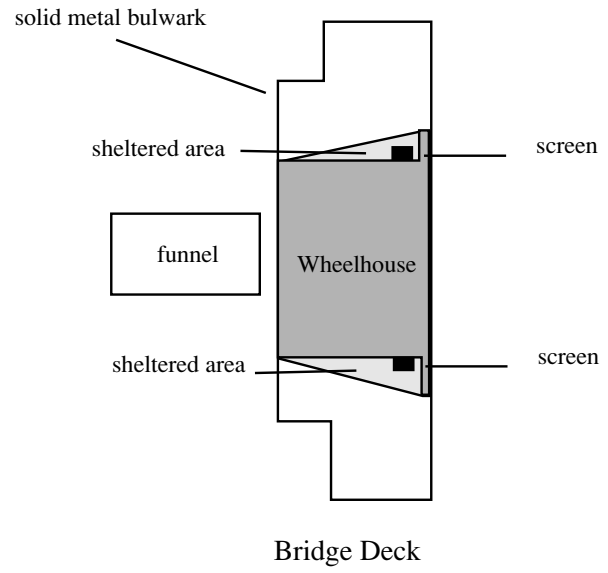 solid metal bulwark
sheltered area
screen
funnel
Wheelhouse
sheltered area
screen
Bridge Deck